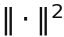 ‖ · ‖²